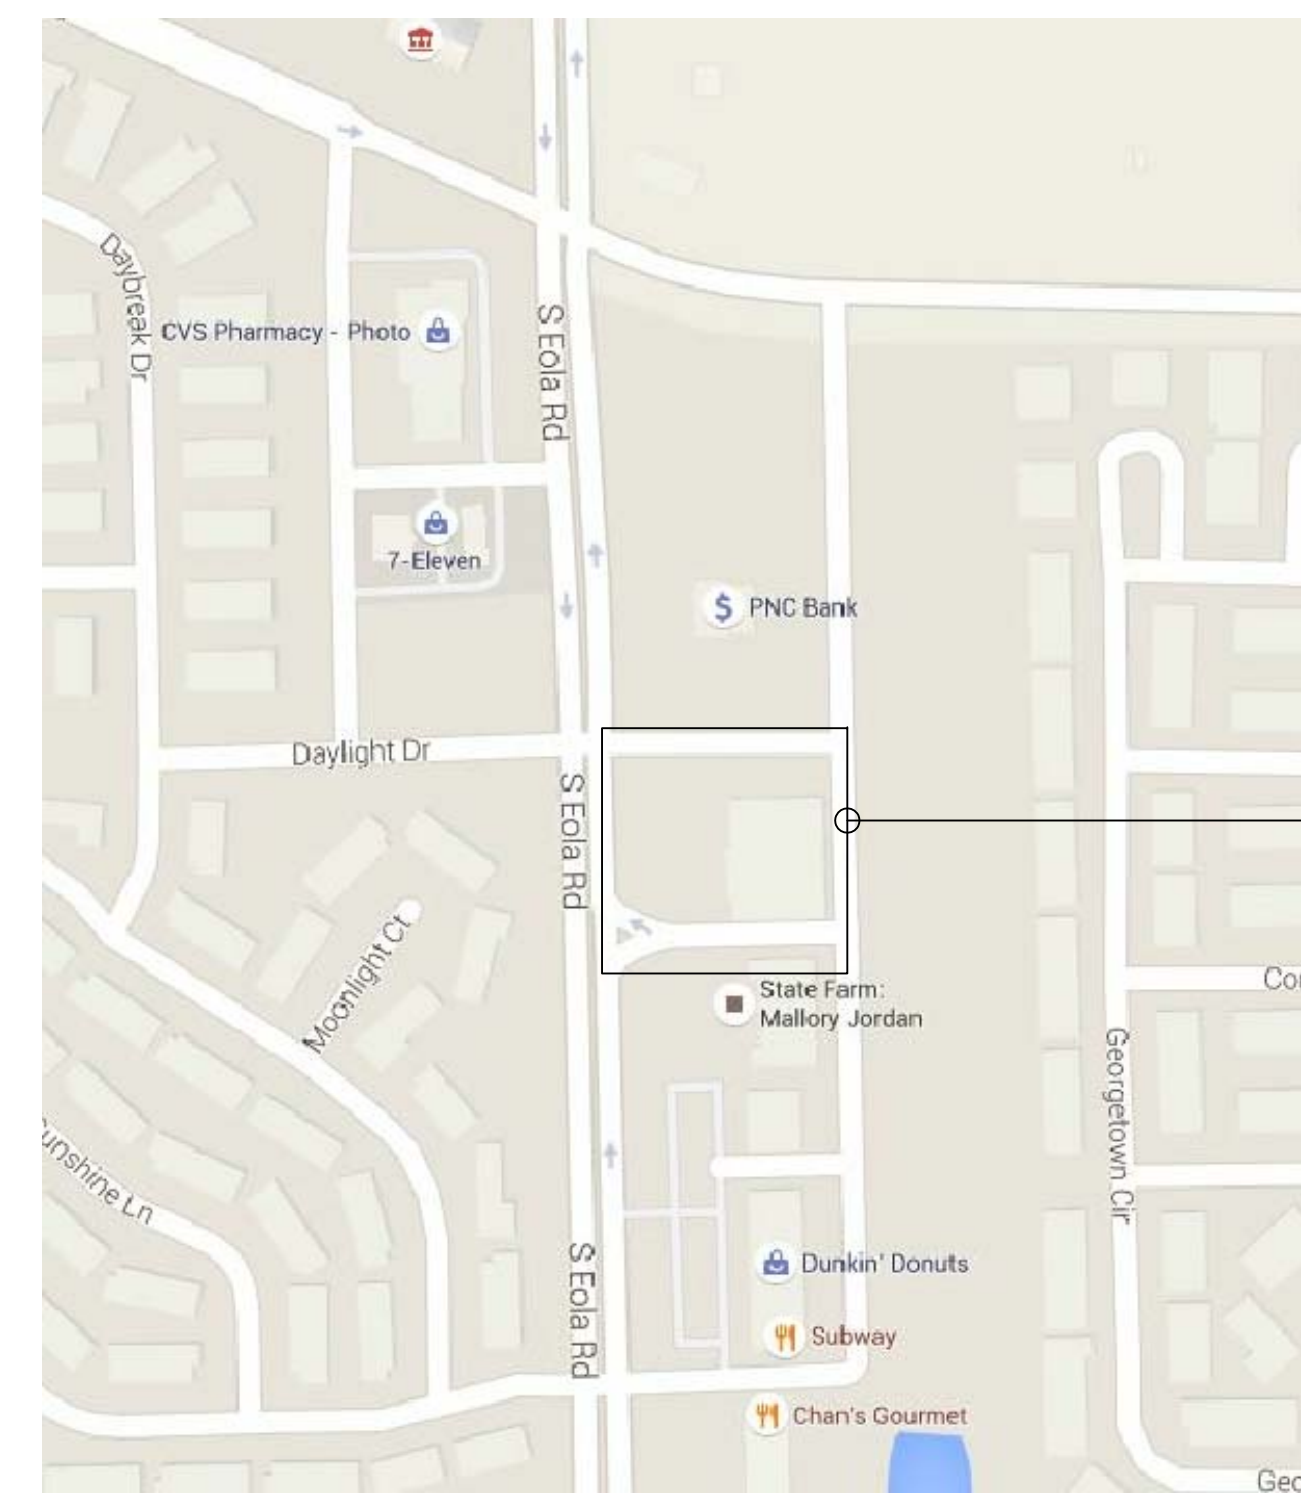 Daybreak Dr
CVS Pharmacy - Photo
S Eola Rd
7-Eleven
$ PNC Bank
Daylight Dr
S Eola Rd
Moonlight Ct
State Farm:
Mallory Jordan
Georgetown Cir
Dunkin' Donuts
S Eola Rd
Subway
Chan's Gourmet